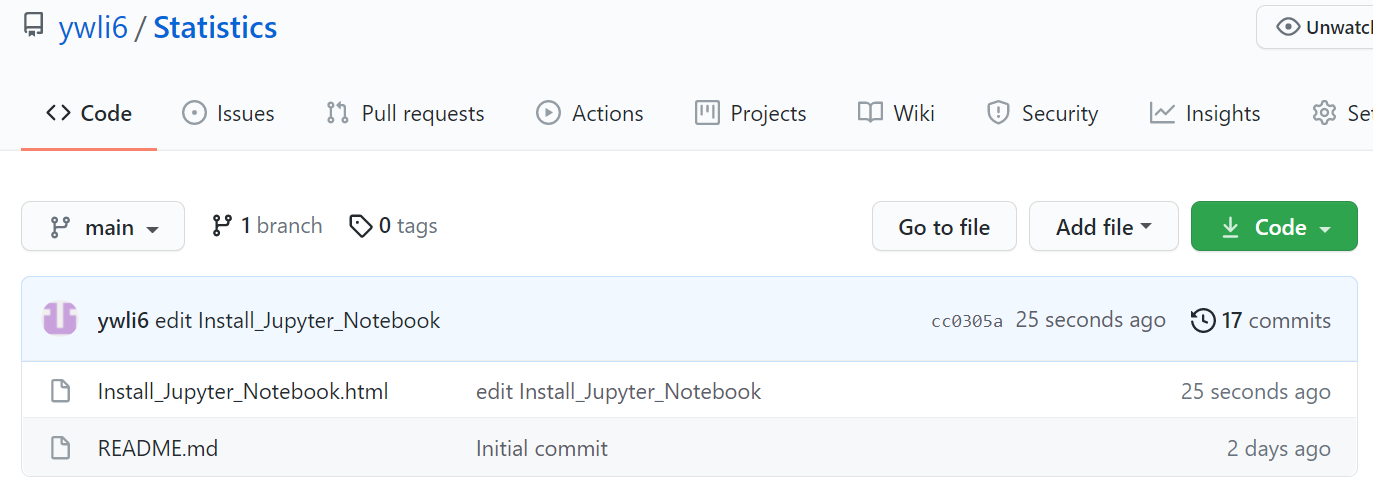 ywli6 / Statistics
Unwatch
Code Issues Pull requests Actions Projects Wiki Security Insights
main 1 branch 0 tags Go to file Add file Code
ywli6 edit Install_Jupyter_Notebook cc0305a 25 seconds ago 17 commits
Install_Jupyter_Notebook.html edit Install_Jupyter_Notebook 25 seconds ago
README.md Initial commit 2 days ago